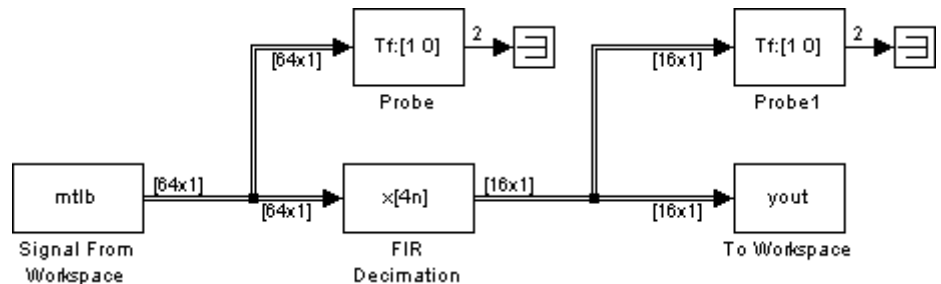 Tf:[1 0]
2
[64x1]
Probe
Tf:[1 0]
2
[16x1]
Probe1
mtlb
[64x1]
[64x1]
Signal From
Workspace
x[4n]
[16x1]
FIR
Decimation
[16x1]
yout
To Workspace